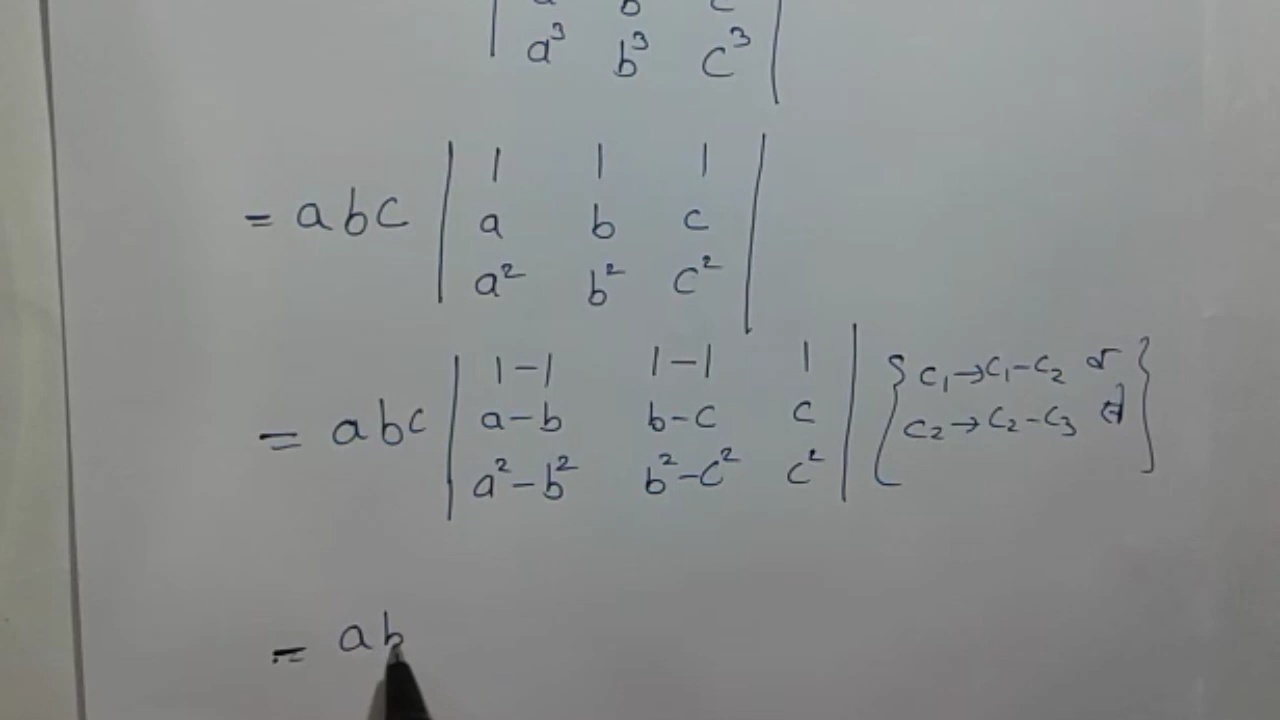 b
a³ b³ c³
= abc | 1 1 1 |
a b c
a² b² c²
= abc | 1-1 1-1 1 | { C₁→C₁-C₂ }
a-b b-c c C₂→C₂-C₃
a²-b² b²-c² c²
= ab